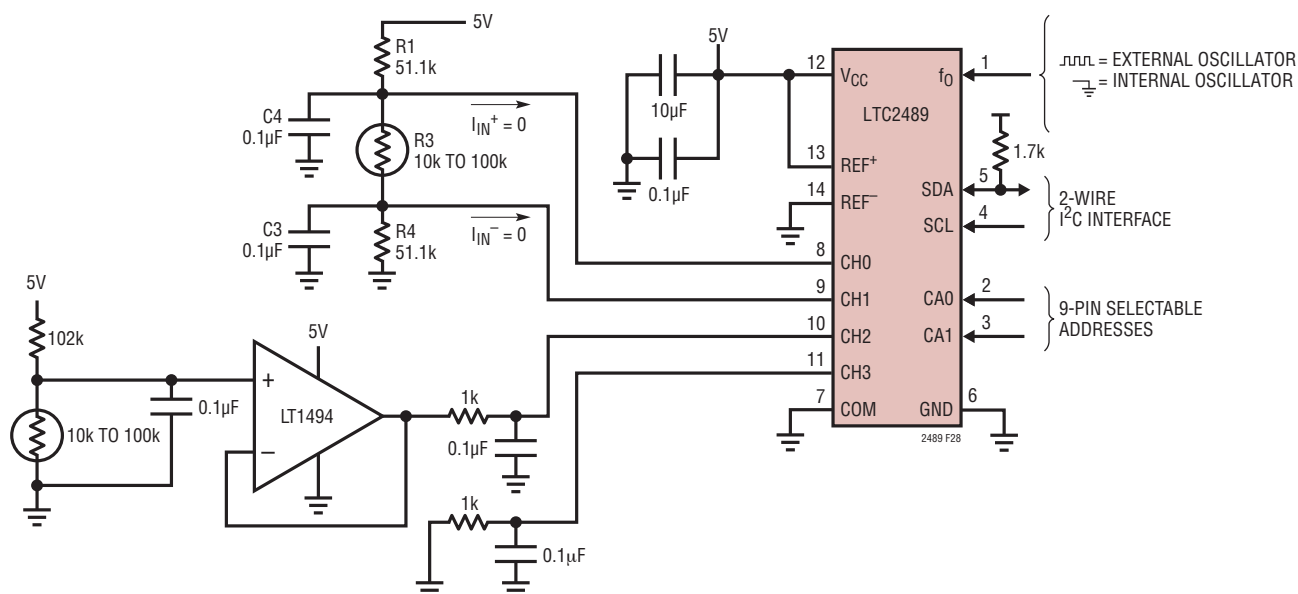 5V
R1
51.1k
C4
0.1µF
I_IN^+ = 0
R3
10k TO 100k
C3
0.1µF
I_IN^– = 0
R4
51.1k
5V
102k
10k TO 100k
0.1µF
5V
+
–
LT1494
1k
0.1µF
1k
0.1µF
5V
10µF
0.1µF
LTC2489
12
V_CC
13
REF^+
14
REF^–
8
CH0
9
CH1
10
CH2
11
CH3
7
COM
1
f_O
= EXTERNAL OSCILLATOR
= INTERNAL OSCILLATOR
1.7k
5
SDA
4
SCL
2-WIRE
I²C INTERFACE
2
CA0
3
CA1
9-PIN SELECTABLE
ADDRESSES
6
GND
2489 F28